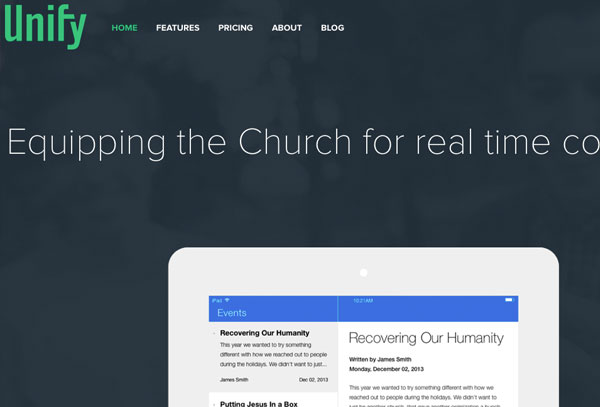 Unify
HOME FEATURES PRICING ABOUT BLOG
Equipping the Church for real time co
iPad 10:21AM
Events
Recovering Our Humanity
This year we wanted to try something
different with how we reached out to people
during the holidays. We didn't want to just...
James Smith Dec 02, 2013
Putting Jesus In a Box
Recovering Our Humanity
Written by James Smith
Monday, December 02, 2013
This year we wanted to try something different with how we
reached out to people during the holidays. We didn't want to